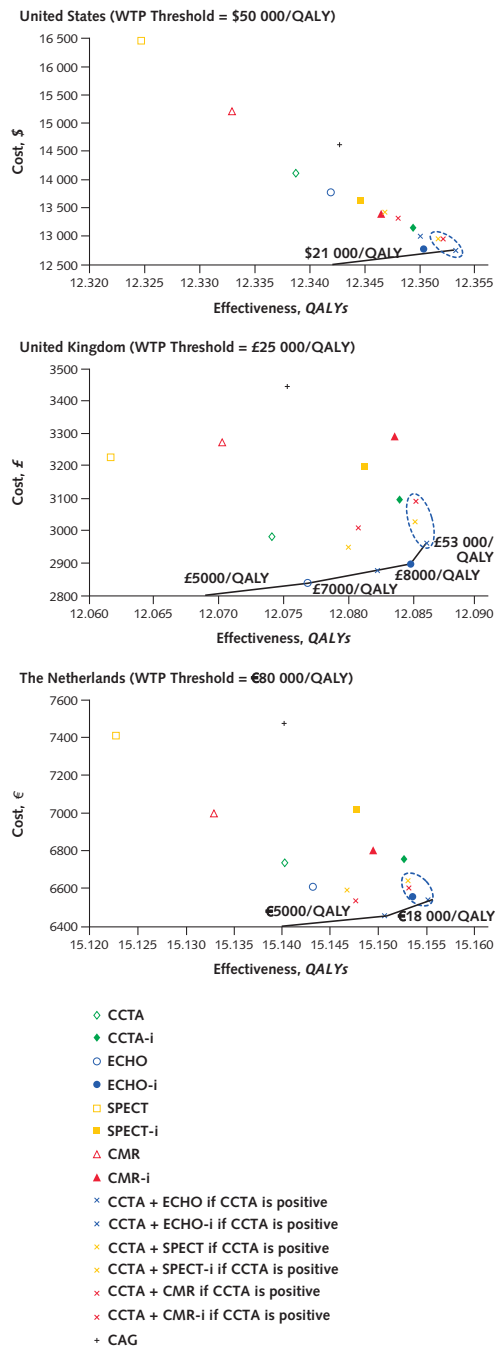 United States (WTP Threshold = $50 000/QALY)
16 500
16 000
15 500
15 000
14 500
14 000
13 500
13 000
12 500
Cost, $
$21 000/QALY
12.320 12.325 12.330 12.335 12.340 12.345 12.350 12.355
Effectiveness, QALYs
United Kingdom (WTP Threshold = £25 000/QALY)
3500
3400
3300
3200
3100
3000
2900
2800
Cost, £
£53 000/
QALY
£5000/QALY
£7000/QALY
£8000/QALY
12.060 12.065 12.070 12.075 12.080 12.085 12.090
Effectiveness, QALYs
The Netherlands (WTP Threshold = €80 000/QALY)
7600
7400
7200
7000
6800
6600
6400
Cost, €
€5000/QALY
€18 000/QALY
15.120 15.125 15.130 15.135 15.140 15.145 15.150 15.155 15.160
Effectiveness, QALYs
CCTA
CCTA-i
ECHO
ECHO-i
SPECT
SPECT-i
CMR
CMR-i
CCTA + ECHO if CCTA is positive
CCTA + ECHO-i if CCTA is positive
CCTA + SPECT if CCTA is positive
CCTA + SPECT-i if CCTA is positive
CCTA + CMR if CCTA is positive
CCTA + CMR-i if CCTA is positive
CAG